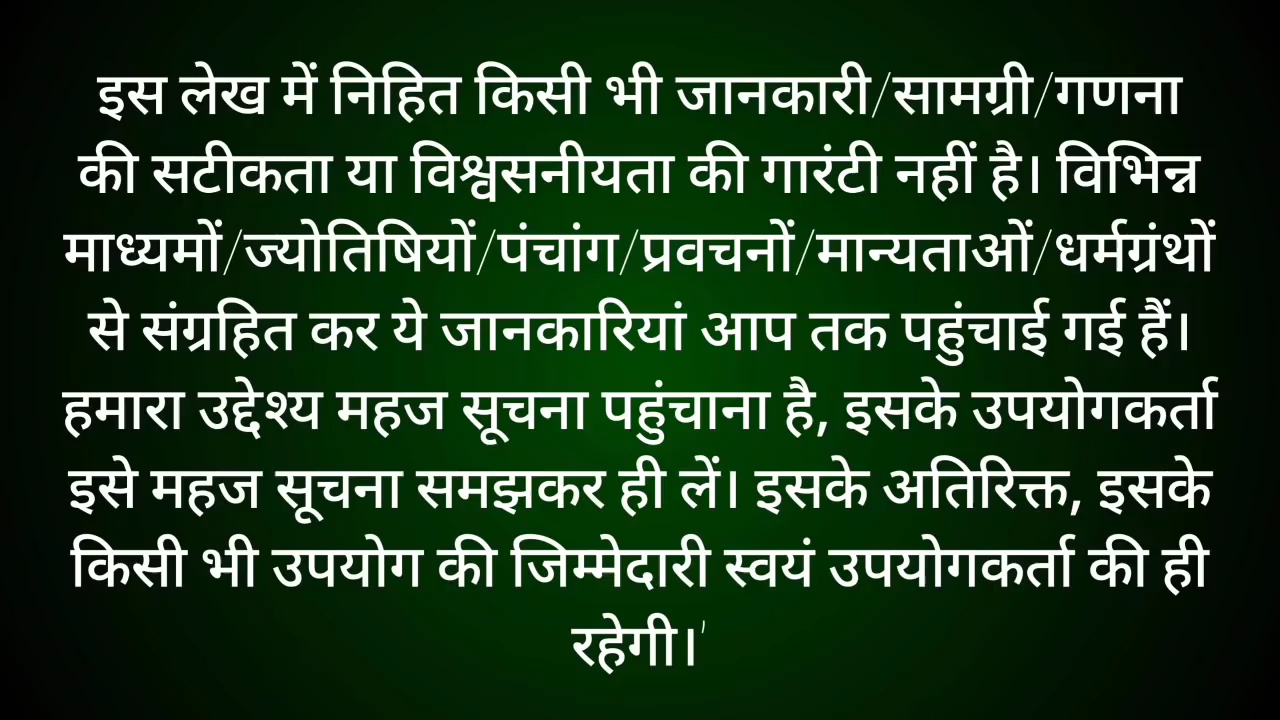 इस लेख में निहित किसी भी जानकारी/सामग्री/गणना
की सटीकता या विश्वसनीयता की गारंटी नहीं है। विभिन्न
माध्यमों/ज्योतिषियों/पंचांग/प्रवचनों/मान्यताओं/धर्मग्रंथों
से संग्रहित कर ये जानकारियां आप तक पहुंचाई गई हैं।
हमारा उद्देश्य महज सूचना पहुंचाना है, इसके उपयोगकर्ता
इसे महज सूचना समझकर ही लें। इसके अतिरिक्त, इसके
किसी भी उपयोग की जिम्मेदारी स्वयं उपयोगकर्ता की ही
रहेगी।'